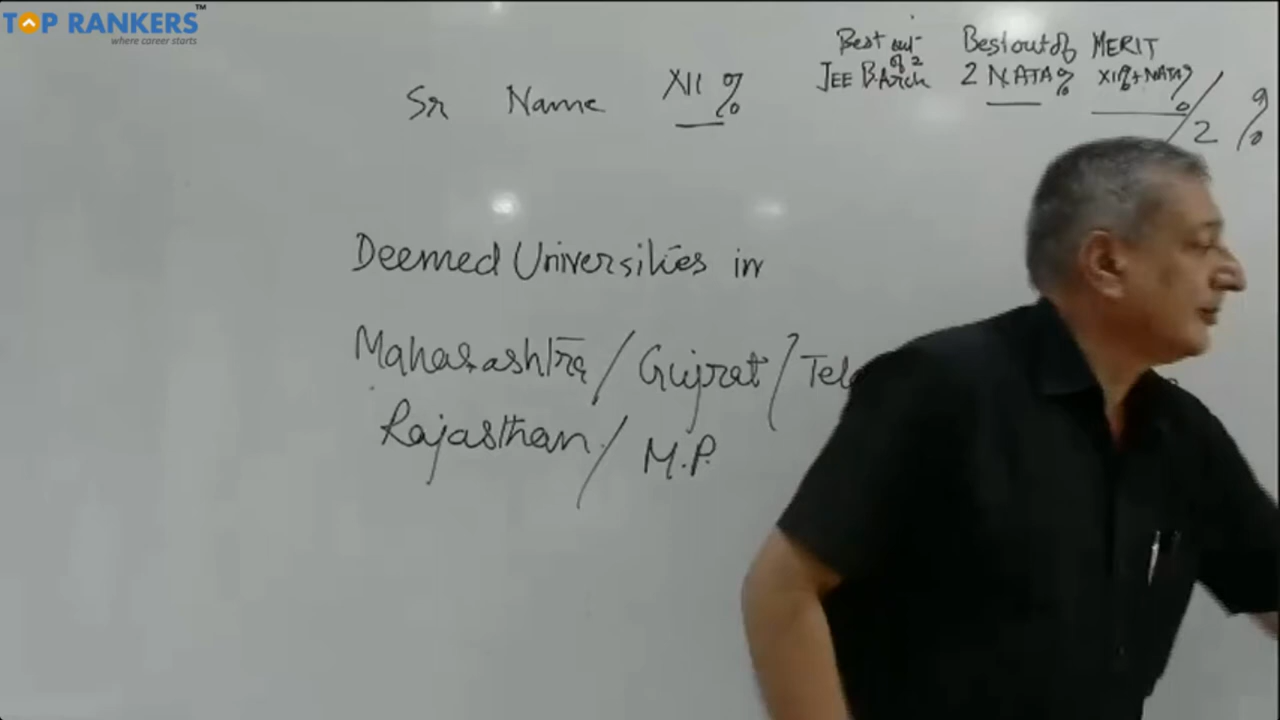 TOP RANKERS™
where career starts
Sr Name XII % Best out of 2 JEE B.Arch Best out of 2 NATA % MERIT XII%+NATA% / 2 %
Deemed Universities in
Maharashtra / Gujrat / Tel
Rajasthan / M.P.